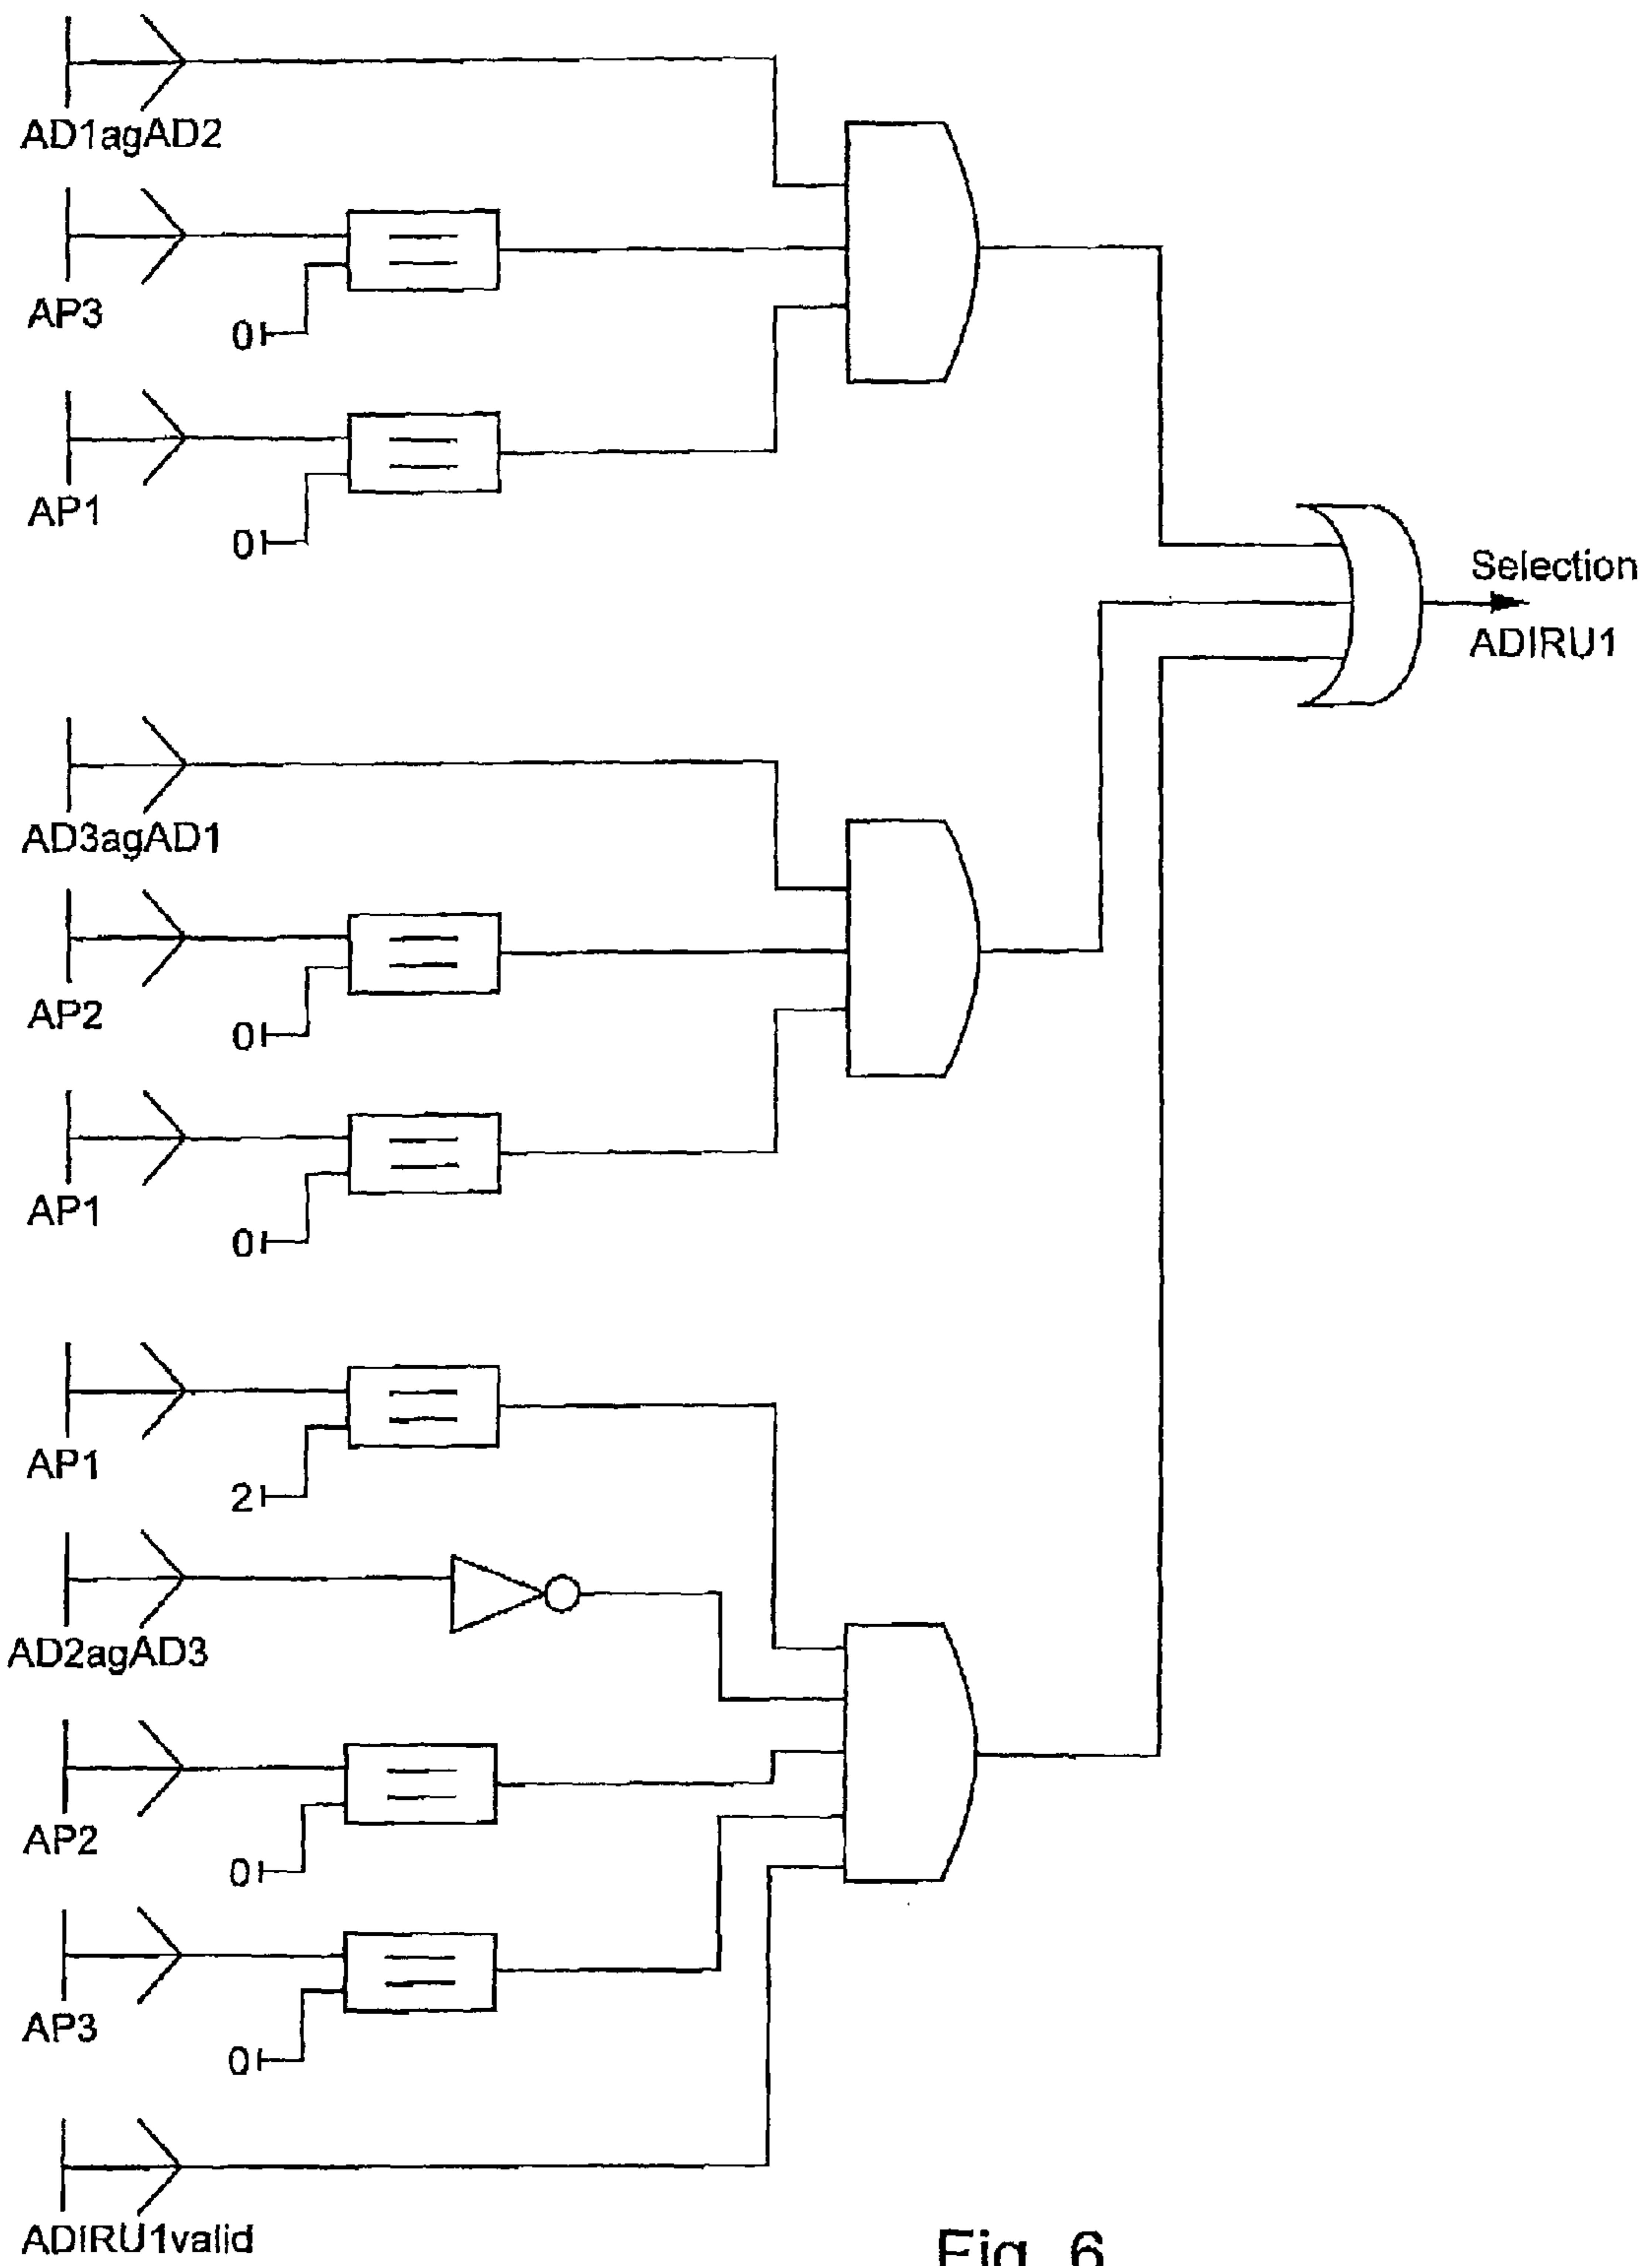 AD1agAD2
AP3
0
AP1
0
Selection
ADIRU1
AD3agAD1
AP2
0
AP1
0
AP1
2
AD2agAD3
AP2
0
AP3
0
ADIRU1valid
Fig. 6